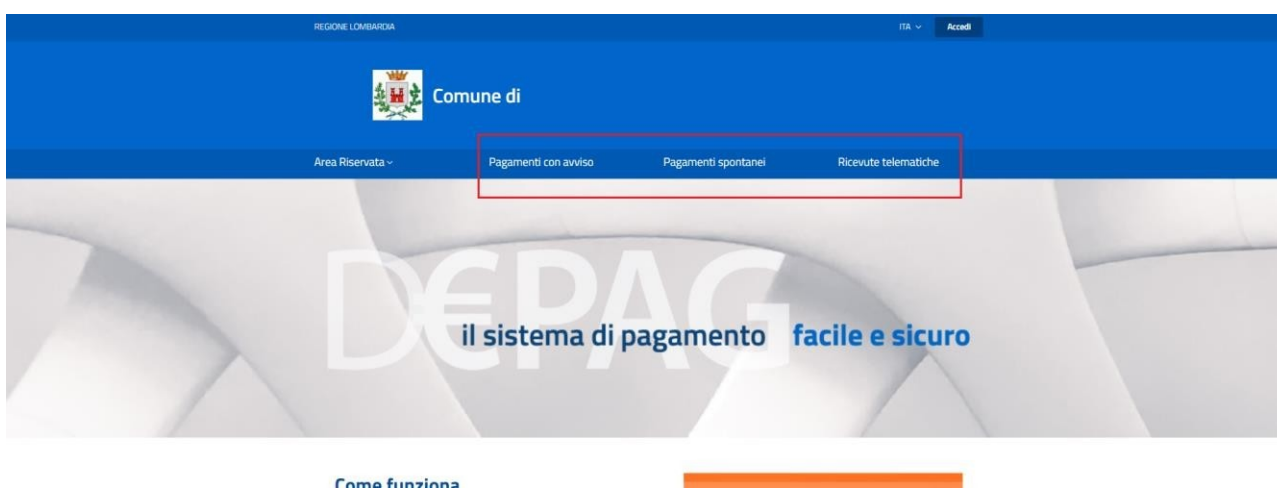 REGIONE LOMBARDIA
ITA
Accedi
Comune di
Area Riservata
Pagamenti con avviso
Pagamenti spontanei
Ricevute telematiche
D€PAG
il sistema di pagamento facile e sicuro
Come funziona